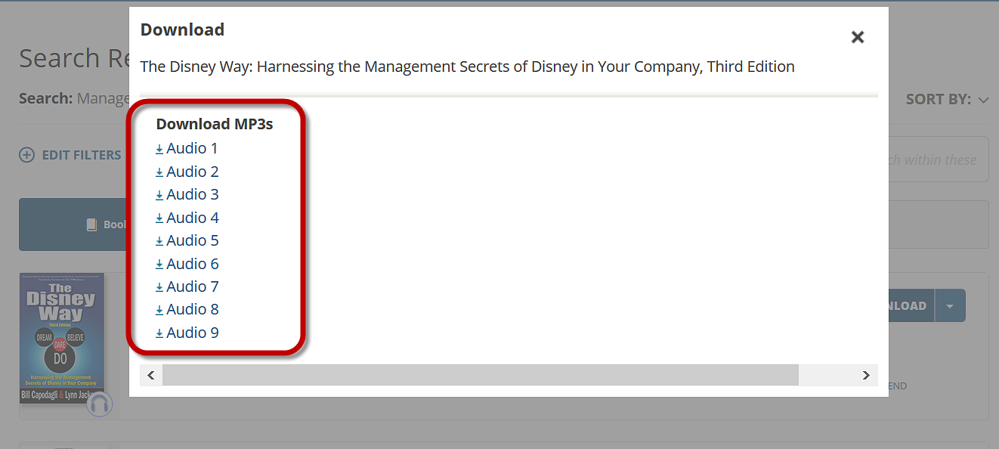 Download
The Disney Way: Harnessing the Management Secrets of Disney in Your Company, Third Edition
Search Re
Search: Manage
SORT BY:
EDIT FILTERS
ch within these
Download MP3s
Audio 1
Audio 2
Audio 3
Audio 4
Audio 5
Audio 6
Audio 7
Audio 8
Audio 9
Boo
The
Disney
Way
Third Edition
DREAM
BELIEVE
DARE
DO
Harnessing the Management
Secrets of Disney in Your Company
Bill Capodagli & Lynn Jack
NLOAD
END